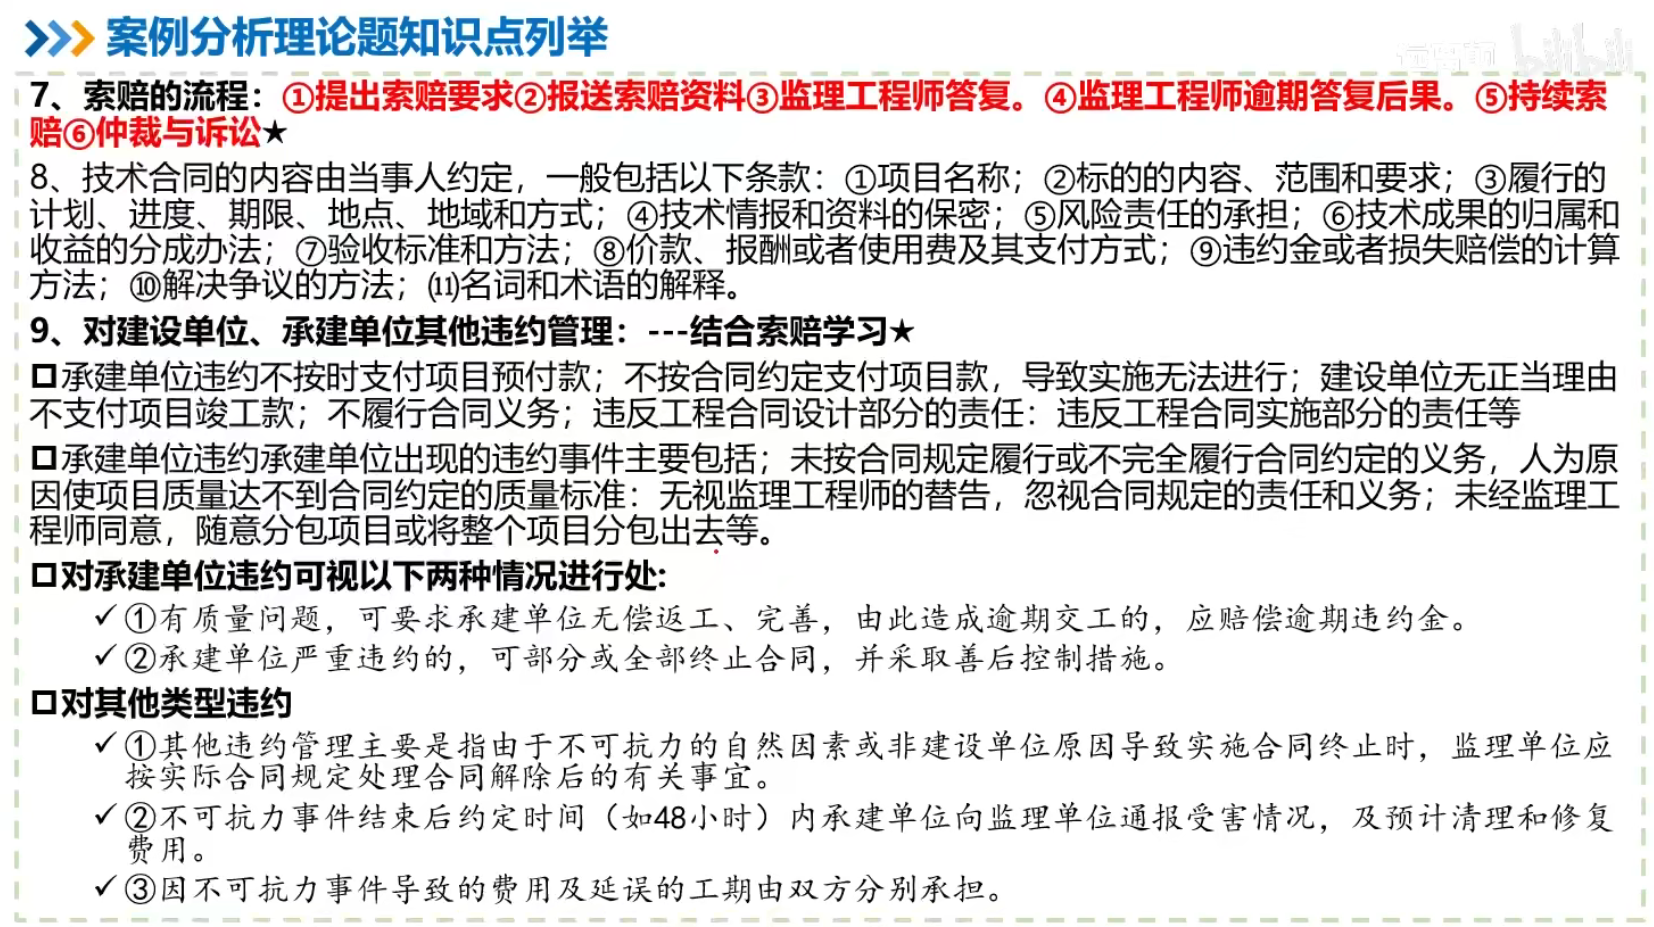 案例分析理论题知识点列举
bilibili
7、索赔的流程：①提出索赔要求②报送索赔资料③监理工程师答复。④监理工程师逾期答复后果。⑤持续索
赔⑥仲裁与诉讼★
8、技术合同的内容由当事人约定，一般包括以下条款：①项目名称；②标的的内容、范围和要求；③履行的
计划、进度、期限、地点、地域和方式；④技术情报和资料的保密；⑤风险责任的承担；⑥技术成果的归属和
收益的分成办法；⑦验收标准和方法；⑧价款、报酬或者使用费及其支付方式；⑨违约金或者损失赔偿的计算
方法；⑩解决争议的方法；⑾名词和术语的解释。
9、对建设单位、承建单位其他违约管理：---结合索赔学习★
口承建单位违约不按时支付项目预付款；不按合同约定支付项目款，导致实施无法进行；建设单位无正当理由
不支付项目竣工款；不履行合同义务；违反工程合同设计部分的责任：违反工程合同实施部分的责任等
口承建单位违约承建单位出现的违约事件主要包括；未按合同规定履行或不完全履行合同约定的义务，人为原
因使项目质量达不到合同约定的质量标准：无视监理工程师的替告，忽视合同规定的责任和义务；未经监理工
程师同意，随意分包项目或将整个项目分包出去等。
口对承建单位违约可视以下两种情况进行处:
✓①有质量问题，可要求承建单位无偿返工、完善，由此造成逾期交工的，应赔偿逾期违约金。
✓②承建单位严重违约的，可部分或全部终止合同，并采取善后控制措施。
口对其他类型违约
✓①其他违约管理主要是指由于不可抗力的自然因素或非建设单位原因导致实施合同终止时，监理单位应
按实际合同规定处理合同解除后的有关事宜。
✓②不可抗力事件结束后约定时间（如48小时）内承建单位向监理单位通报受害情况，及预计清理和修复
费用。
✓③因不可抗力事件导致的费用及延误的工期由双方分别承担。